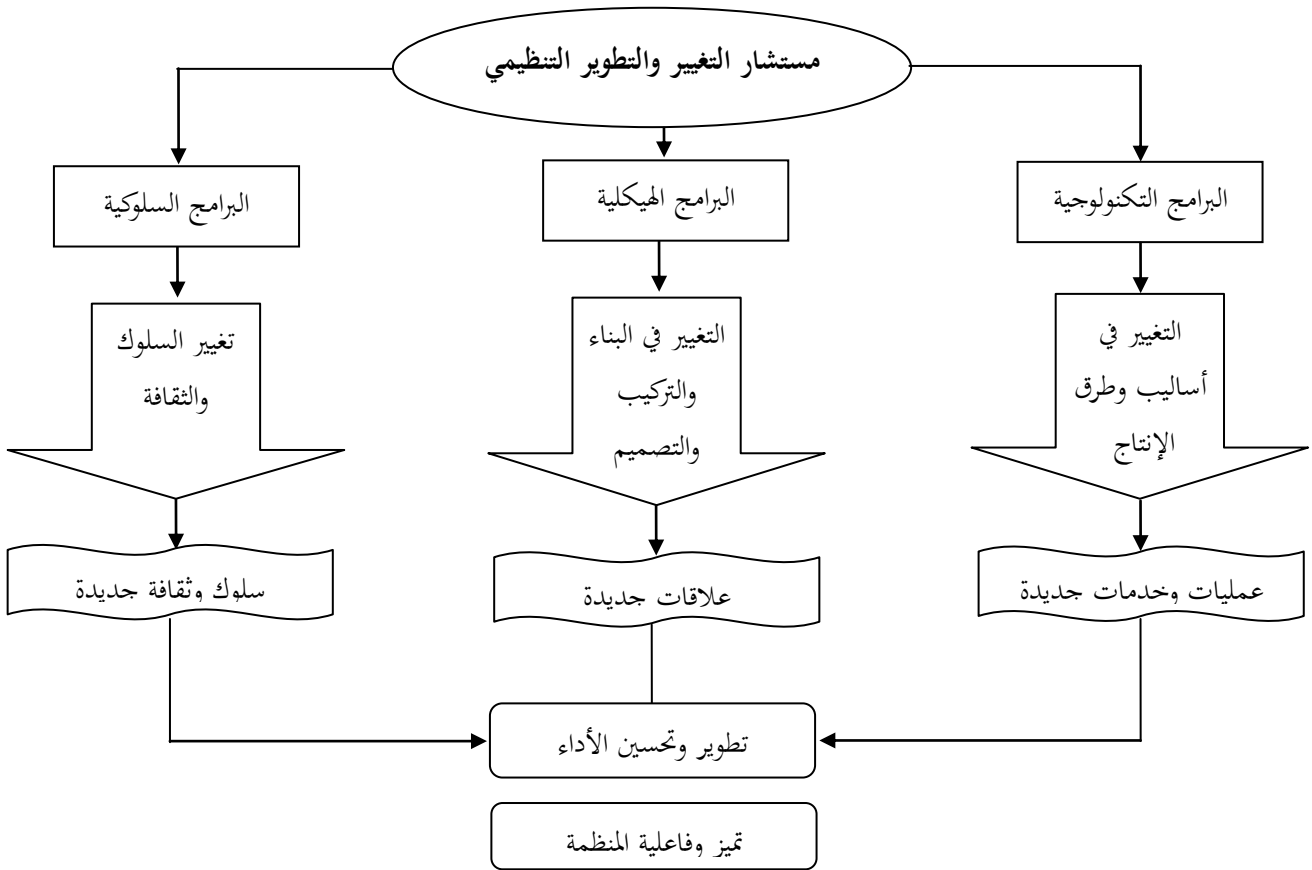 مستشار التغيير والتطوير التنظيمي
البرامج التكنولوجية
البرامج الهيكلية
البرامج السلوكية
التغيير في
أساليب وطرق
الإنتاج
التغيير في البناء
والتركيب
والتصميم
تغيير السلوك
والثقافة
عمليات وخدمات جديدة
علاقات جديدة
سلوك وثقافة جديدة
تطوير وتحسين الأداء
تميز وفاعلية المنظمة